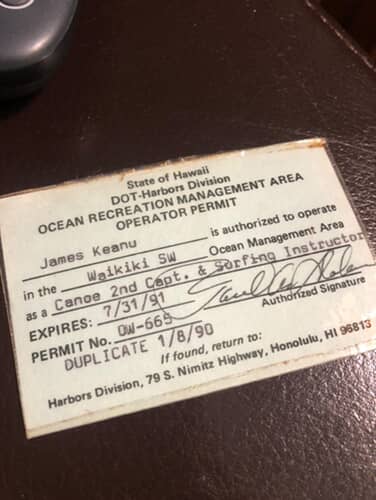 State of Hawaii
DOT-Harbors Division
OCEAN RECREATION MANAGEMENT AREA
OPERATOR PERMIT
James Keanu is authorized to operate
in the Waikiki SW Ocean Management Area
as a Canoe 2nd Capt. & Surfing Instructor
EXPIRES: 7/31/91
Authorized Signature
PERMIT No. OW-665
DUPLICATE 1/8/90
If found, return to:
Harbors Division, 79 S. Nimitz Highway, Honolulu, HI 96813